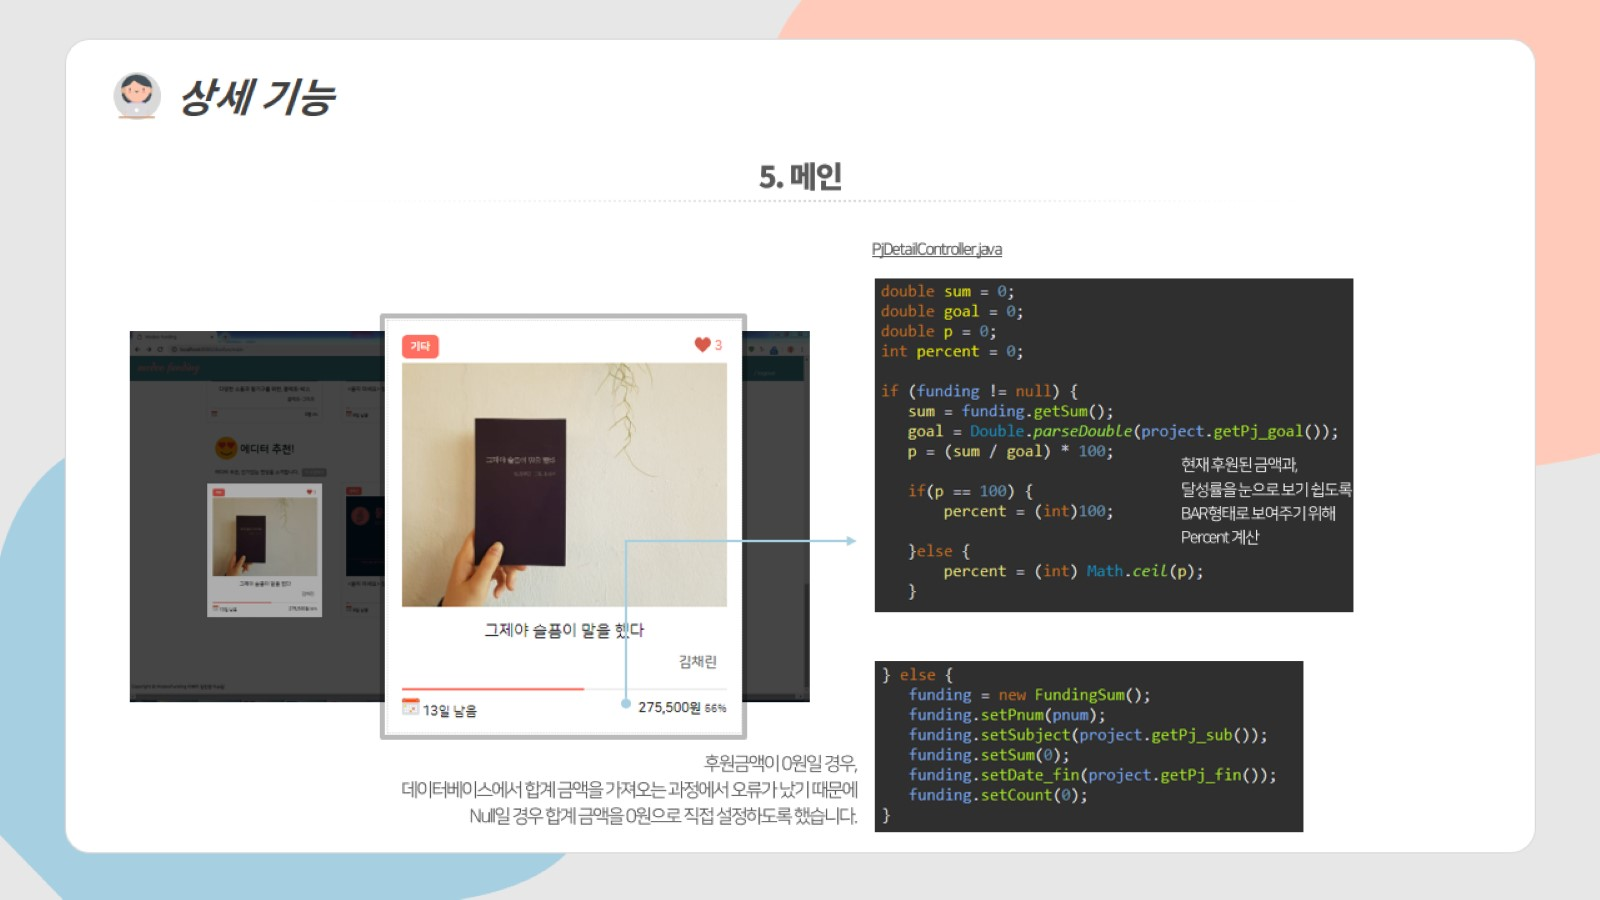 상세 기능
5. 메인
PjDetailController.java
double sum = 0;
double goal = 0;
double p = 0;
int percent = 0;
if (funding != null) {
sum = funding.getSum();
goal = Double.parseDouble(project.getPj_goal());
p = (sum / goal) * 100;
if(p == 100) {
percent = (int)100;
}else {
percent = (int) Math.ceil(p);
}
현재 후원된 금액과,
달성률을 눈으로 보기 쉽도록
BAR형태로 보여주기 위해
Percent 계산
기타
3
에디터 추천!
그제야 슬픔이 말을 했다
김채린
13일 남음
275,500원 56%
후원금액이 0원일 경우,
데이터베이스에서 합계 금액을 가져오는 과정에서 오류가 났기 때문에
Null일 경우 합계 금액을 0원으로 직접 설정하도록 했습니다.
} else {
funding = new FundingSum();
funding.setPnum(pnum);
funding.setSubject(project.getPj_sub());
funding.setSum(0);
funding.setDate_fin(project.getPj_fin());
funding.setCount(0);
}